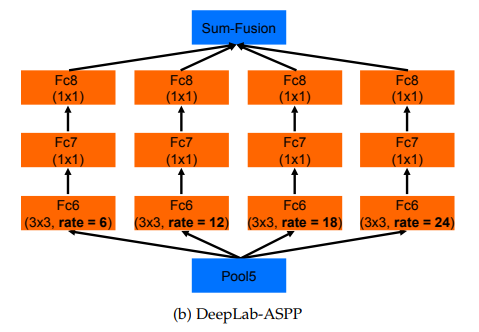 Sum-Fusion
Fc8 Fc8 Fc8 Fc8
(1x1) (1x1) (1x1) (1x1)
Fc7 Fc7 Fc7 Fc7
(1x1) (1x1) (1x1) (1x1)
Fc6 Fc6 Fc6 Fc6
(3x3, rate = 6) (3x3, rate = 12) (3x3, rate = 18) (3x3, rate = 24)
Pool5
(b) DeepLab-ASPP